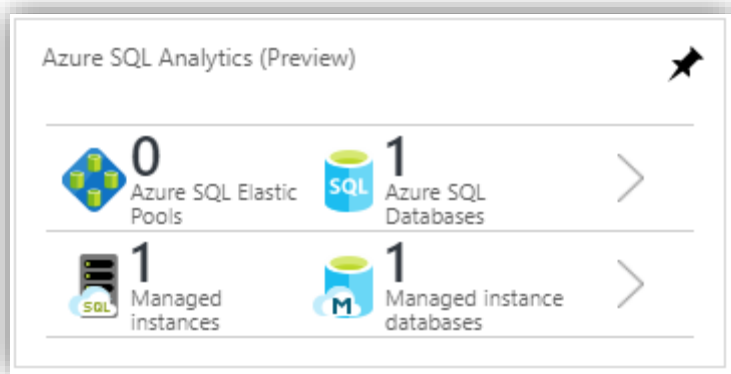 Azure SQL Analytics (Preview)
0
Azure SQL Elastic
Pools
SQL
1
Azure SQL
Databases
SQL
1
Managed
instances
M
1
Managed instance
databases